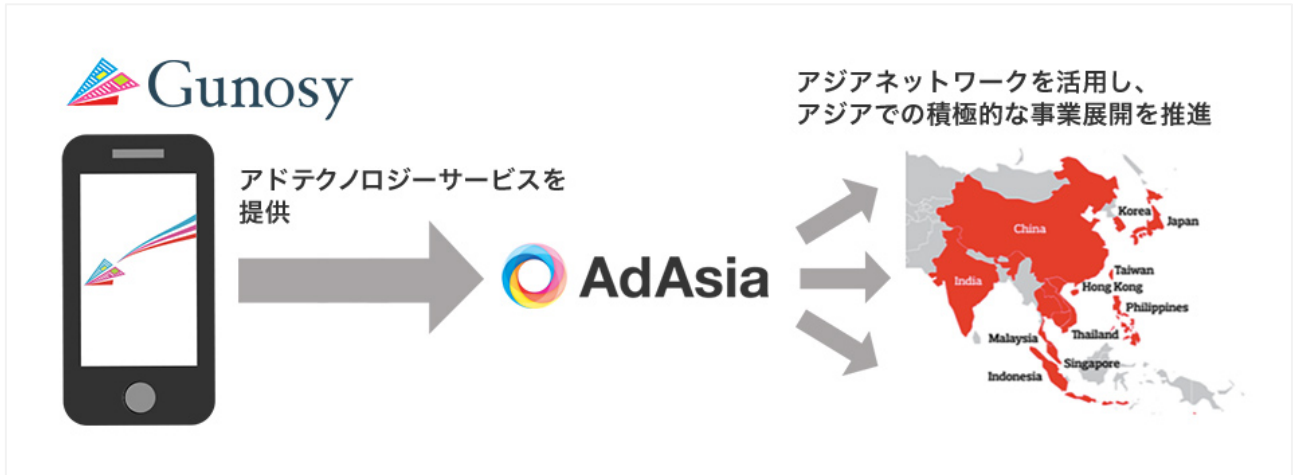 Gunosy
アドテクノロジーサービスを
提供
AdAsia
アジアネットワークを活用し、
アジアでの積極的な事業展開を推進
Korea
Japan
China
Taiwan
India
Hong Kong
Philippines
Malaysia
Thailand
Singapore
Indonesia